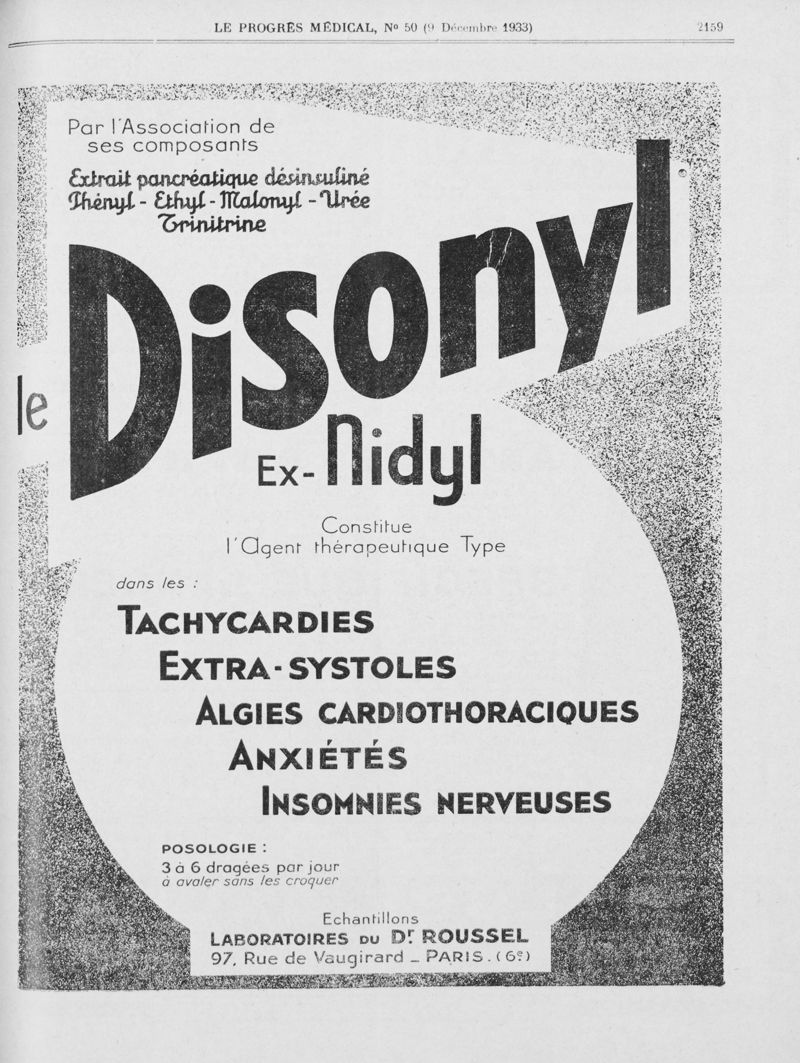 LE PROGRÈS MÉDICAL, Nº 50 (9 Décembre 1933) 2159
Par l'Association de
ses composants
Extrait pancréatique désinsuliné
Phényl - Ethyl - Malonyl - Urée
Trinitrine
le Disonyl
Ex-Nidyl
Constitue
l'Agent thérapeutique Type
dans les :
TACHYCARDIES
EXTRA-SYSTOLES
ALGIES CARDIOTHORACIQUES
ANXIÉTÉS
INSOMNIES NERVEUSES
POSOLOGIE :
3 à 6 dragées par jour
à avaler sans les croquer
Echantillons
LABORATOIRES DU Dr ROUSSEL
97, Rue de Vaugirard _ PARIS. (6e)